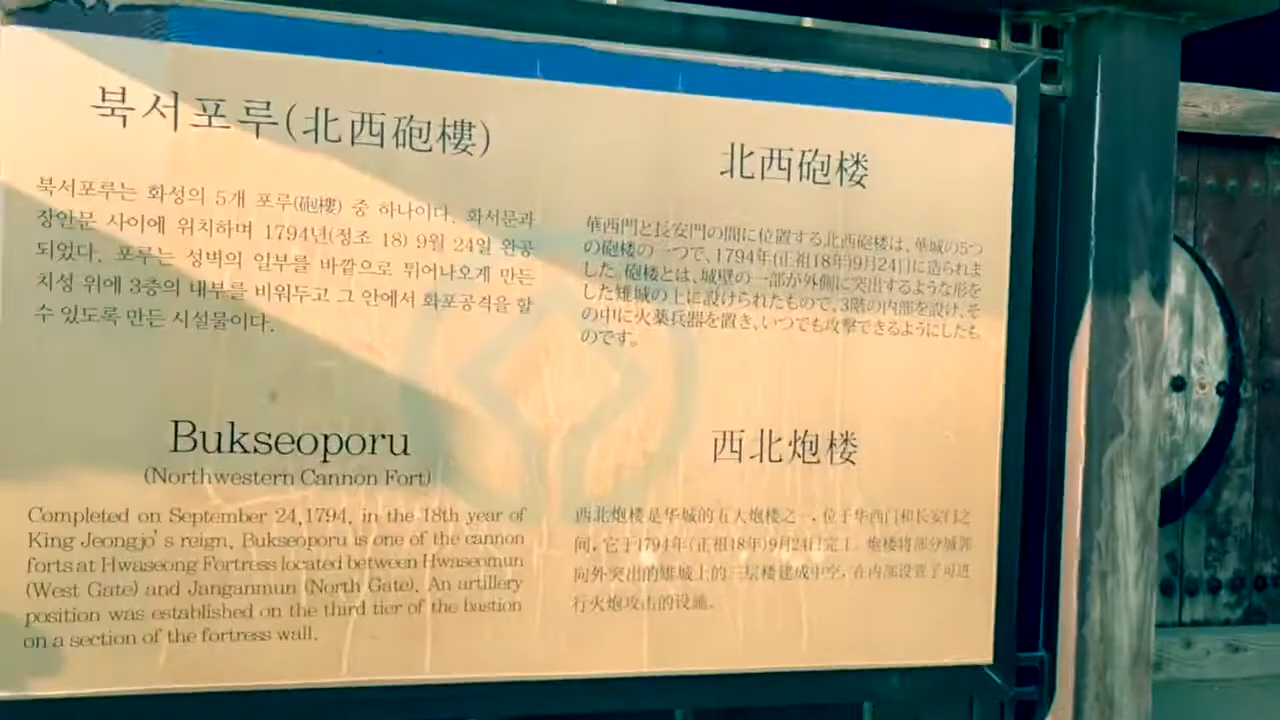 북서포루(北西砲樓)
북서포루는 화성의 5개 포루(砲樓) 중 하나이다. 화서문과
장안문 사이에 위치하며 1794년(정조 18) 9월 24일 완공
되었다. 포루는 성벽의 일부를 바깥으로 튀어나오게 만든
치성 위에 3층의 내부를 비워두고 그 안에서 화포공격을 할
수 있도록 만든 시설물이다.
北西砲楼
華西門と長安門の間に位置する北西砲楼は、華城の5つ
の砲楼の一つで、1794年(正祖18年)9月24日に造られま
した。砲楼とは、城壁の一部が外側に突出するような形を
した雉城の上に設けられたもので、3階の内部を設け、そ
の中に火薬兵器を置き、いつでも攻撃できるようにしたも
のです。
Bukseoporu
(Northwestern Cannon Fort)
Completed on September 24,1794, in the 18th year of
King Jeongjo's reign, Bukseoporu is one of the cannon
forts at Hwaseong Fortress located between Hwaseomun
(West Gate) and Janganmun (North Gate). An artillery
position was established on the third tier of the bastion
on a section of the fortress wall.
西北炮楼
西北炮楼是华城的五大炮楼之一，位于华西门和长安门之
间，它于1794年(正祖18年)9月24日完工。炮楼将部分城郭
向外突出的雉城上的三层楼建成中空，在内部设置了可进
行火炮攻击的设施。